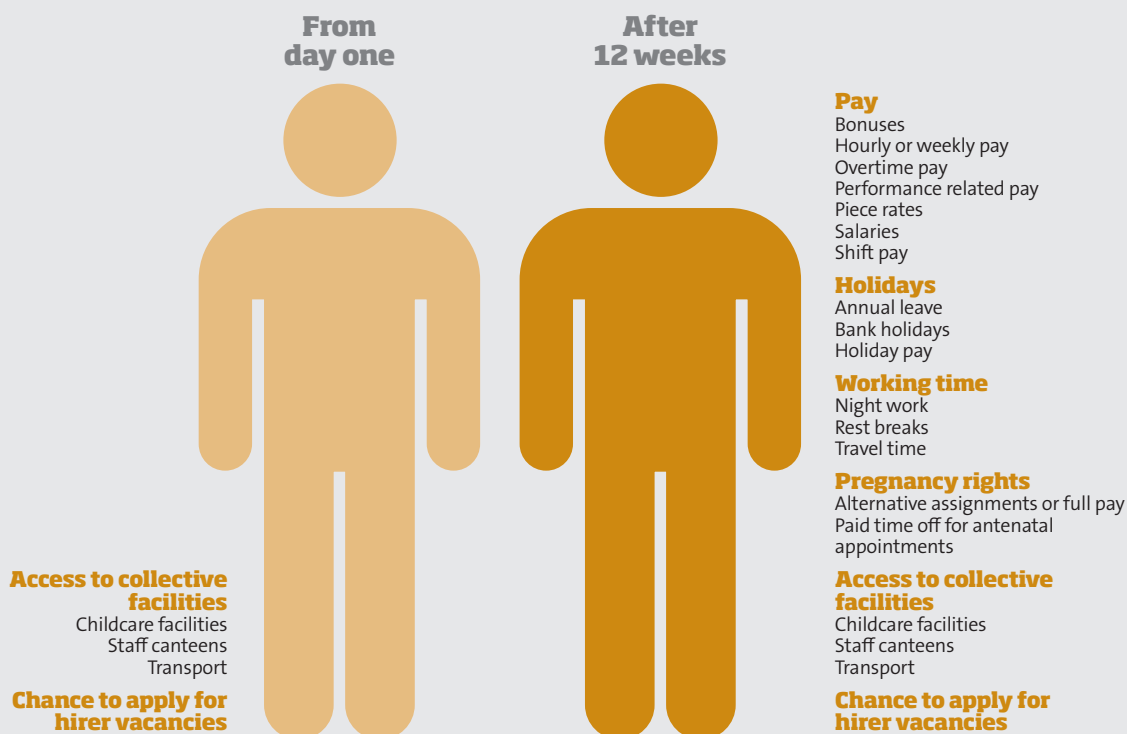 From
day one
Access to collective
facilities
Childcare facilities
Staff canteens
Transport
Chance to apply for
hirer vacancies
After
12 weeks
Pay
Bonuses
Hourly or weekly pay
Overtime pay
Performance related pay
Piece rates
Salaries
Shift pay
Holidays
Annual leave
Bank holidays
Holiday pay
Working time
Night work
Rest breaks
Travel time
Pregnancy rights
Alternative assignments or full pay
Paid time off for antenatal
appointments
Access to collective
facilities
Childcare facilities
Staff canteens
Transport
Chance to apply for
hirer vacancies